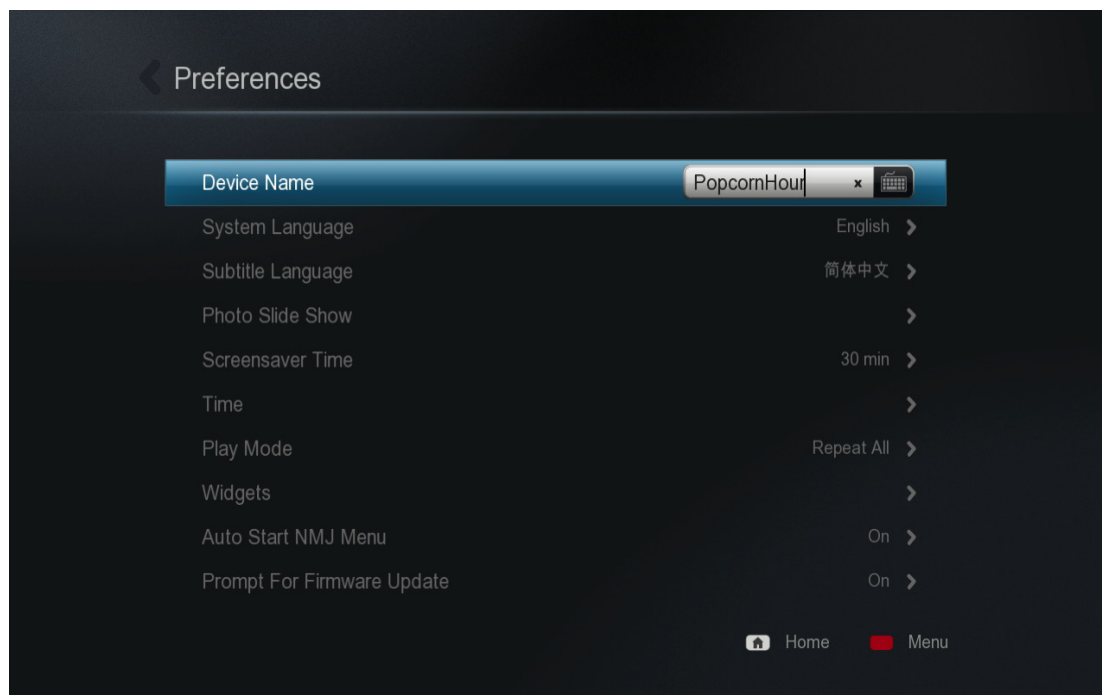 Preferences
Device Name PopcornHour x
System Language English
Subtitle Language 简体中文
Photo Slide Show
Screensaver Time 30 min
Time
Play Mode Repeat All
Widgets
Auto Start NMJ Menu On
Prompt For Firmware Update On
Home Menu